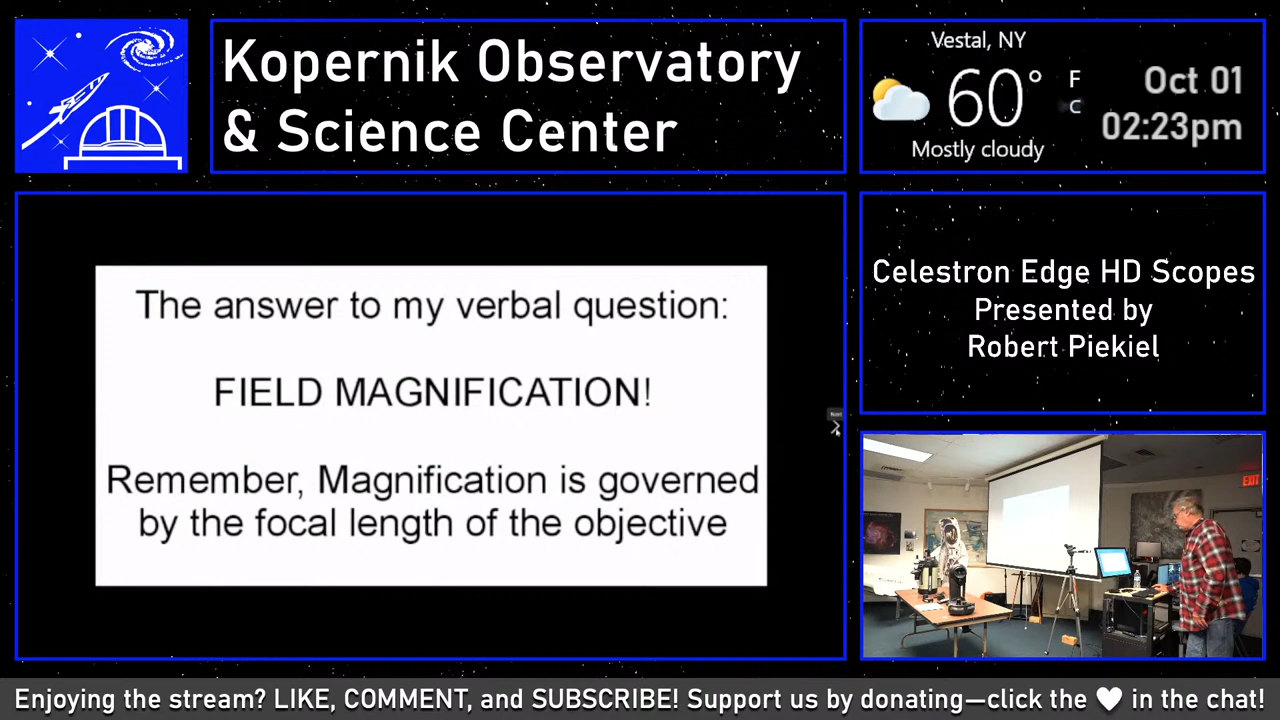 Kopernik Observatory
& Science Center
Vestal, NY
60°
F
C
Mostly cloudy
Oct 01
02:23pm
The answer to my verbal question:
FIELD MAGNIFICATION!
Remember, Magnification is governed
by the focal length of the objective
Next
Celestron Edge HD Scopes
Presented by
Robert Piekiel
EXIT
Enjoying the stream? LIKE, COMMENT, and SUBSCRIBE! Support us by donating—click the ♥ in the chat!